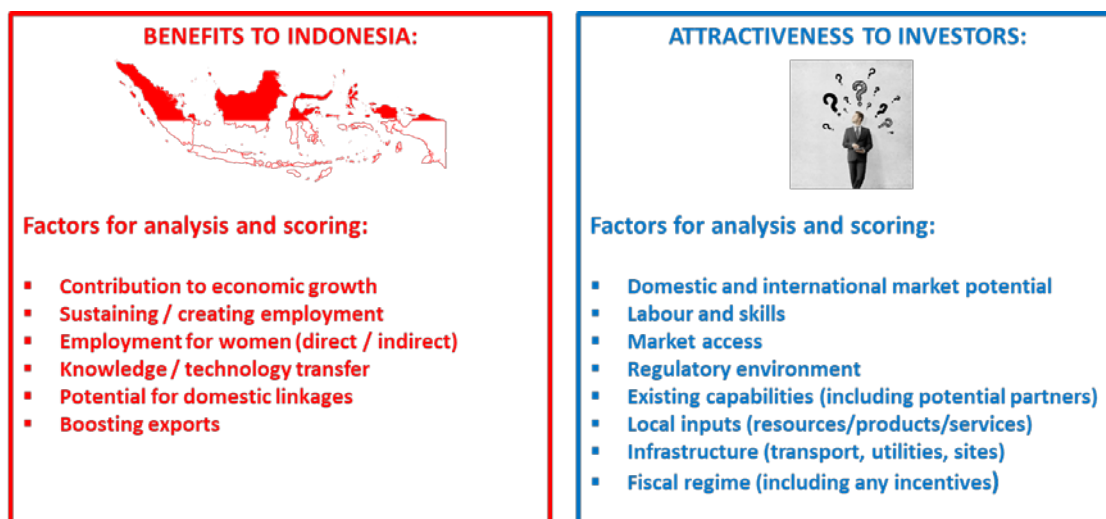 BENEFITS TO INDONESIA:
Factors for analysis and scoring:
▪ Contribution to economic growth
▪ Sustaining / creating employment
▪ Employment for women (direct / indirect)
▪ Knowledge / technology transfer
▪ Potential for domestic linkages
▪ Boosting exports
ATTRACTIVENESS TO INVESTORS:
Factors for analysis and scoring:
▪ Domestic and international market potential
▪ Labour and skills
▪ Market access
▪ Regulatory environment
▪ Existing capabilities (including potential partners)
▪ Local inputs (resources/products/services)
▪ Infrastructure (transport, utilities, sites)
▪ Fiscal regime (including any incentives)